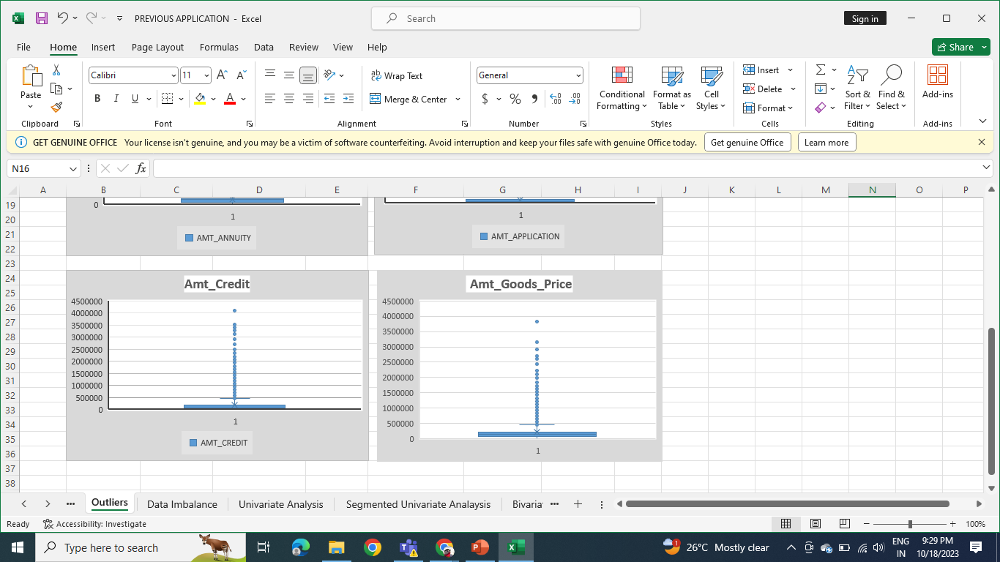 PREVIOUS APPLICATION - Excel
Search
Sign in
File Home Insert Page Layout Formulas Data Review View Help
Share
Calibri 11
Wrap Text
General
Insert
Paste
B I U
A
Merge & Center
$ % 9
Conditional Formatting
Format as Table
Cell Styles
Delete
Format
Sort & Filter
Find & Select
Add-ins
Clipboard Font Alignment Number Styles Cells Editing Add-ins
GET GENUINE OFFICE Your license isn't genuine, and you may be a victim of software counterfeiting. Avoid interruption and keep your files safe with genuine Office today. Get genuine Office Learn more
N16 fx
A B C D E F G H I J K L M N O P
19
20
21
22
23
24
25
26
27
28
29
30
31
32
33
34
35
36
37
38
0
1
AMT_ANNUITY
1
AMT_APPLICATION
Amt_Credit
4500000
4000000
3500000
3000000
2500000
2000000
1500000
1000000
500000
0
1
AMT_CREDIT
Amt_Goods_Price
4500000
4000000
3500000
3000000
2500000
2000000
1500000
1000000
500000
0
1
Outliers Data Imbalance Univariate Analysis Segmented Univariate Analaysis Bivaria
Ready Accessibility: Investigate 100%
Type here to search
1
26°C Mostly clear
ENG
IN
9:29 PM
10/18/2023